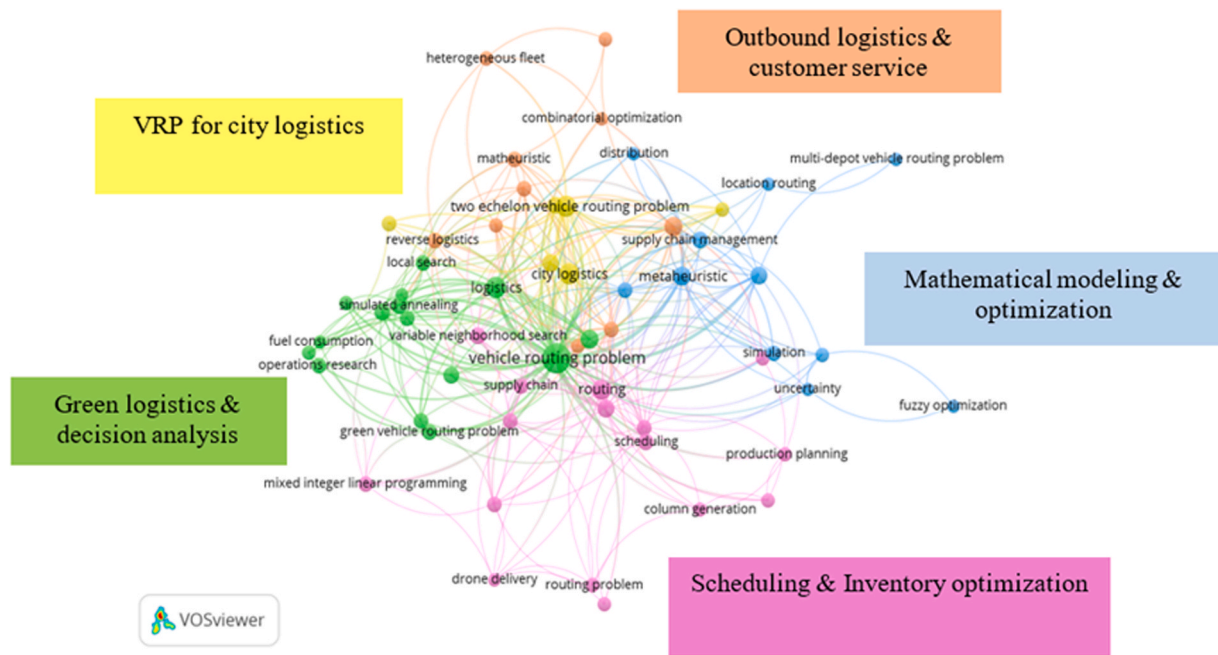 Outbound logistics &
customer service
heterogeneous fleet
VRP for city logistics
combinatorial optimization
matheuristic
distribution
multi-depot vehicle routing problem
location routing
two echelon vehicle routing problem
reverse logistics
supply chain management
local search
city logistics
metaheuristic
logistics
Mathematical modeling &
optimization
simulated annealing
variable neighborhood search
fuel consumption
vehicle routing problem
simulation
operations research
supply chain
routing
uncertainty
fuzzy optimization
Green logistics &
decision analysis
green vehicle routing problem
scheduling
production planning
mixed integer linear programming
column generation
drone delivery
routing problem
Scheduling & Inventory optimization
VOSviewer